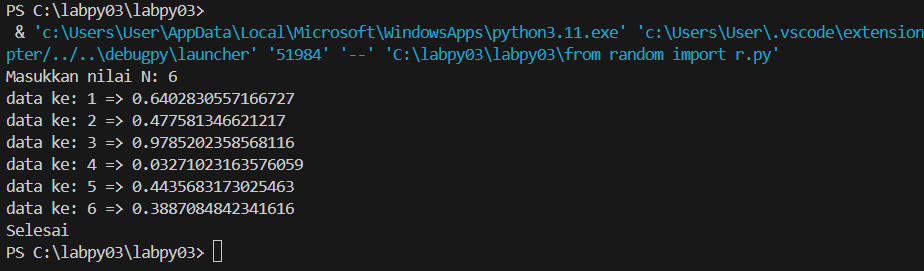 PS C:\labpy03\labpy03>
& 'c:\Users\User\AppData\Local\Microsoft\WindowsApps\python3.11.exe' 'c:\Users\User\.vscode\extension
pter/../..\debugpy\launcher' '51984' '--' 'C:\labpy03\labpy03\from random import r.py'
Masukkan nilai N: 6
data ke: 1 => 0.6402830557166727
data ke: 2 => 0.477581346621217
data ke: 3 => 0.9785202358568116
data ke: 4 => 0.03271023163576059
data ke: 5 => 0.4435683173025463
data ke: 6 => 0.3887084842341616
Selesai
PS C:\labpy03\labpy03>